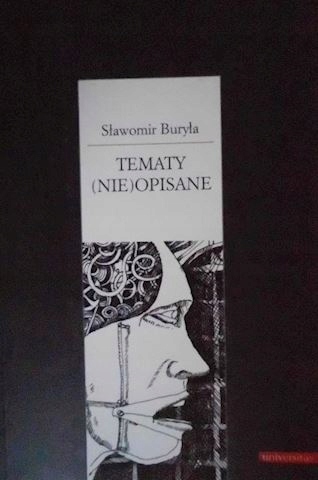 Sławomir Buryła
TEMATY
(NIE)OPISANE
universitas